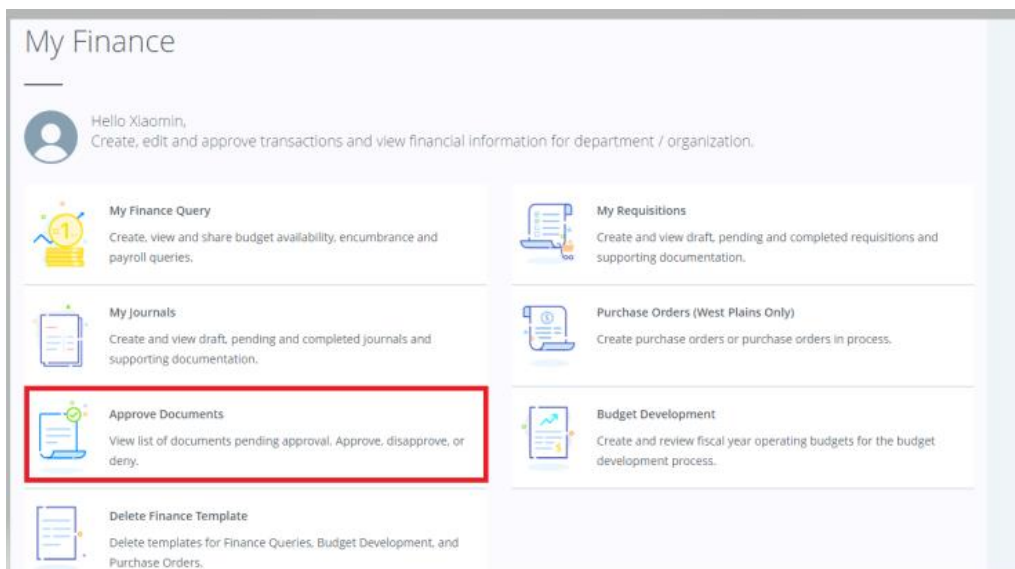 My Finance
Hello Xiaomin,
Create, edit and approve transactions and view financial information for department / organization.
My Finance Query
Create, view and share budget availability, encumbrance and
payroll queries.
My Requisitions
Create and view draft, pending and completed requisitions and
supporting documentation.
My Journals
Create and view draft, pending and completed journals and
supporting documentation.
Purchase Orders (West Plains Only)
Create purchase orders or purchase orders in process.
Approve Documents
View list of documents pending approval. Approve, disapprove, or
deny.
Budget Development
Create and review fiscal year operating budgets for the budget
development process.
Delete Finance Template
Delete templates for Finance Queries, Budget Development, and
Purchase Orders.